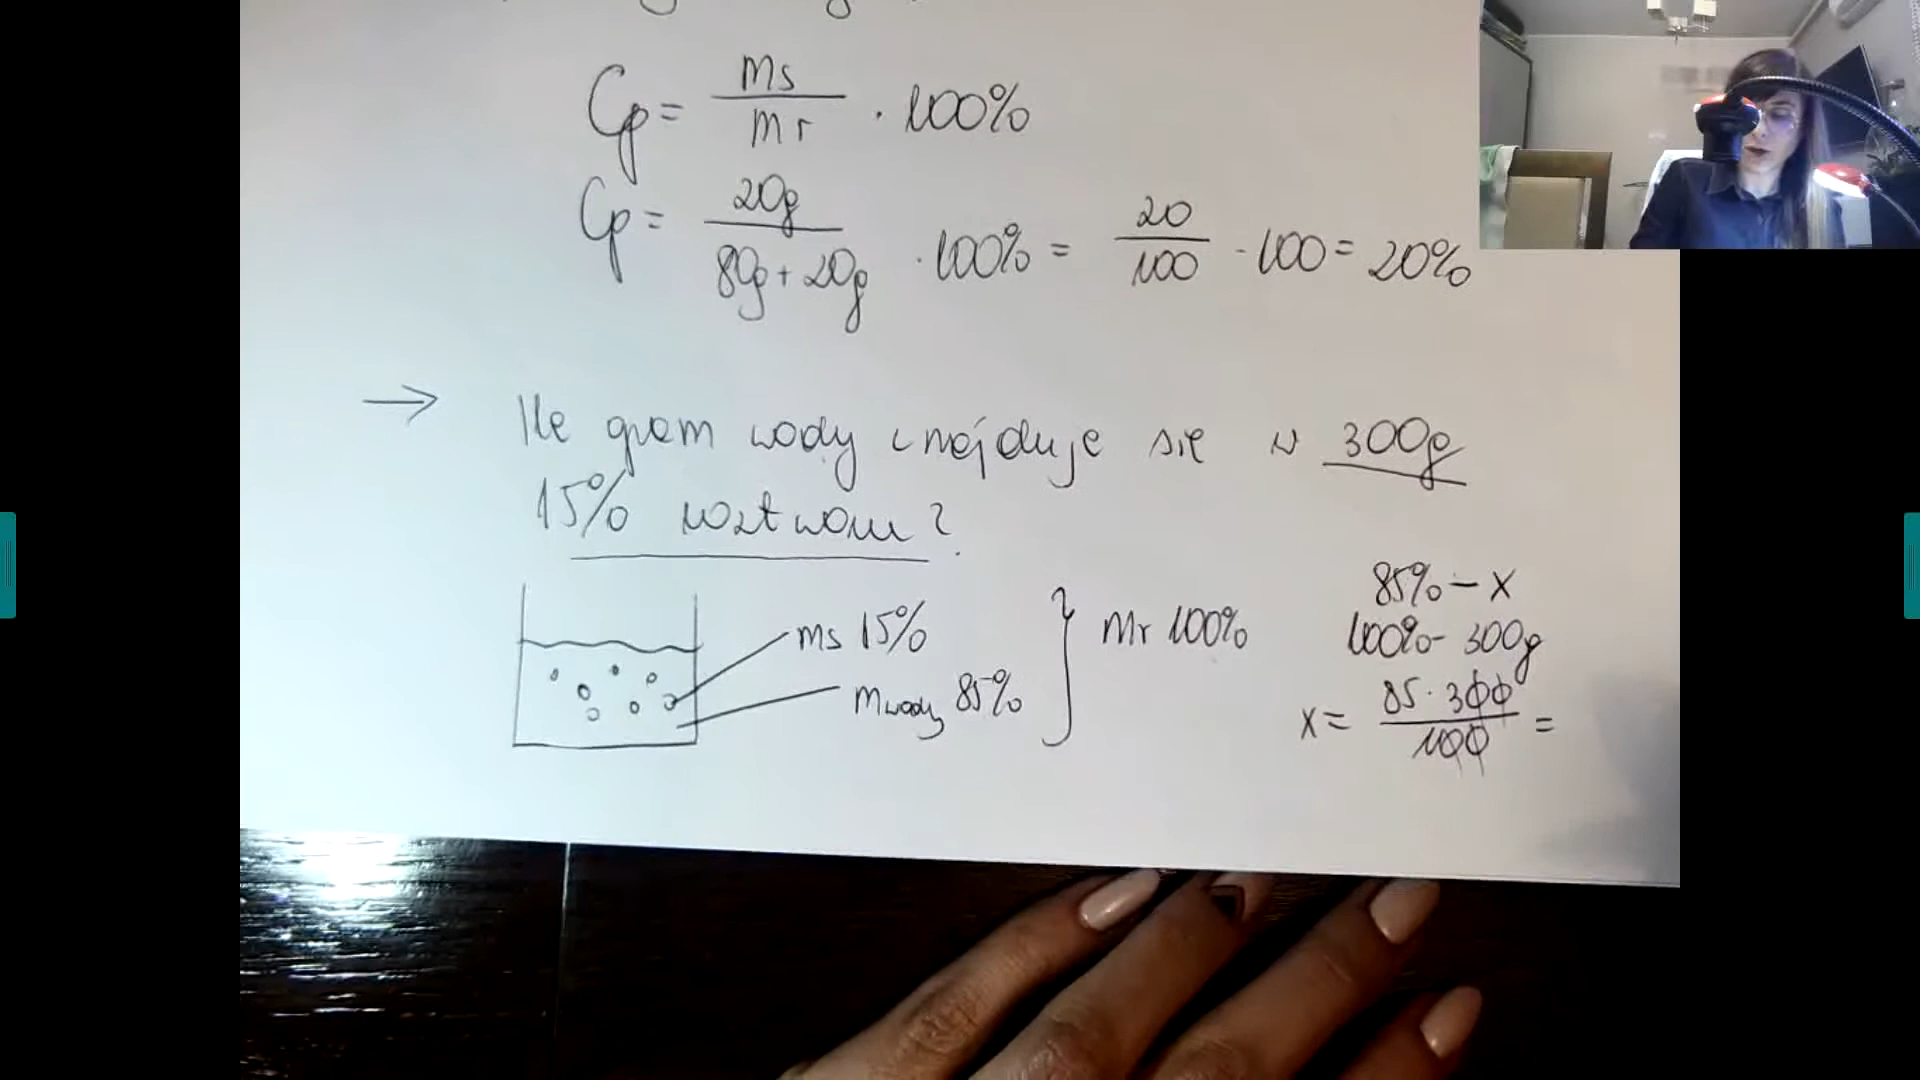 Cp = ms / mr · 100%
Cp = 20g / 80g + 20g · 100% = 20 / 100 · 100 = 20%
→ Ile gram wody znajduje się w 300g
15% roztworu?
ms 15%
mwody 85%
} mr 100%
85% – x
100% – 300g
x = 85 · 300 / 100 =